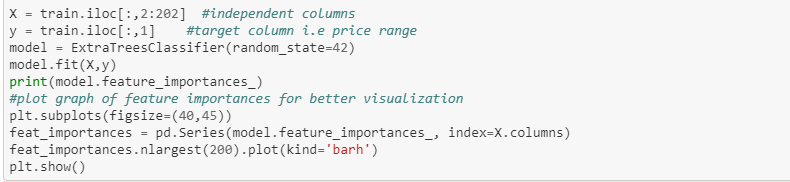 X = train.iloc[:,2:202]  #independent columns
y = train.iloc[:,1]    #target column i.e price range
model = ExtraTreesClassifier(random_state=42)
model.fit(X,y)
print(model.feature_importances_)
#plot graph of feature importances for better visualization
plt.subplots(figsize=(40,45))
feat_importances = pd.Series(model.feature_importances_, index=X.columns)
feat_importances.nlargest(200).plot(kind='barh')
plt.show()